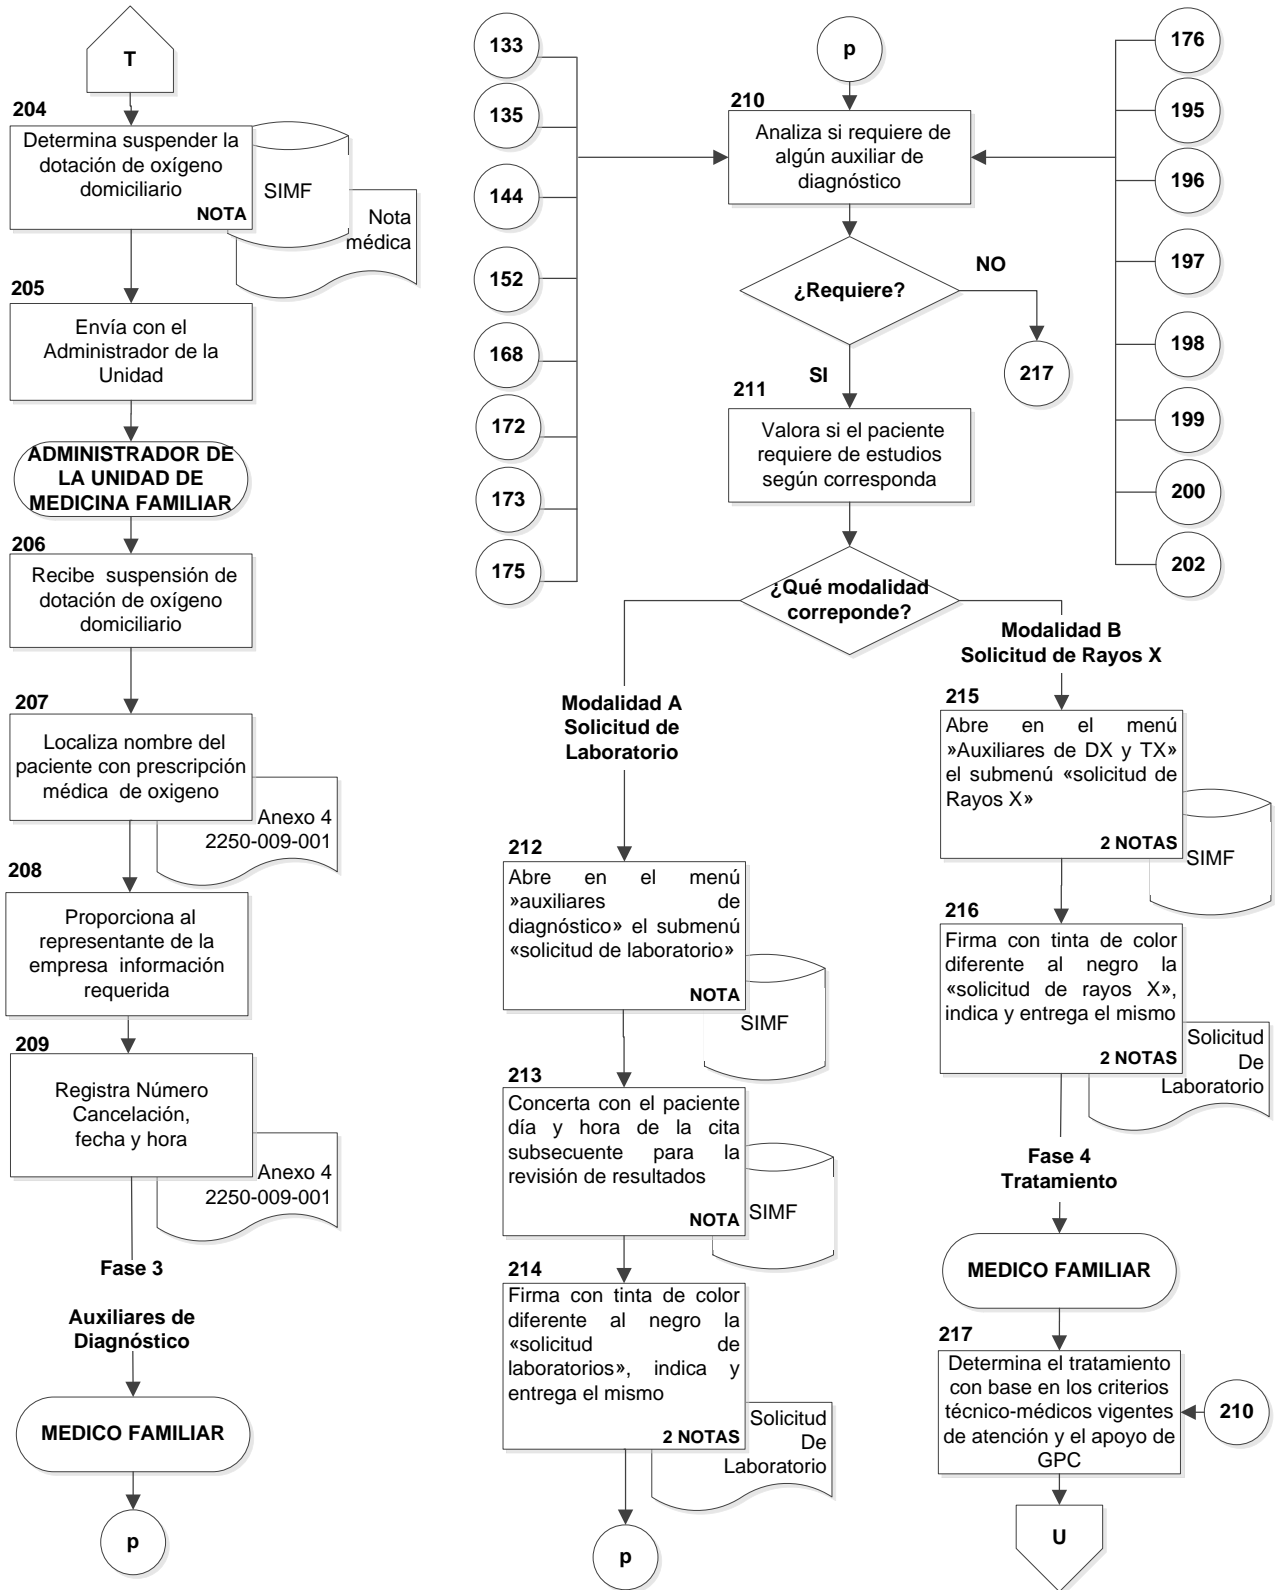 T
204
Determina suspender la
dotación de oxígeno
domiciliario
NOTA
SIMF
Nota
médica
205
Envía con el
Administrador de la
Unidad
ADMINISTRADOR DE
LA UNIDAD DE
MEDICINA FAMILIAR
206
Recibe suspensión de
dotación de oxígeno
domiciliario
207
Localiza nombre del
paciente con prescripción
médica de oxigeno
Anexo 4
2250-009-001
208
Proporciona al
representante de la
empresa información
requerida
209
Registra Número
Cancelación,
fecha y hora
Anexo 4
2250-009-001
Fase 3
Auxiliares de
Diagnóstico
MEDICO FAMILIAR
p
133
135
144
152
168
172
173
175
p
210
Analiza si requiere de
algún auxiliar de
diagnóstico
¿Requiere?
NO
217
SI
211
Valora si el paciente
requiere de estudios
según corresponda
¿Qué modalidad
correponde?
176
195
196
197
198
199
200
202
Modalidad A
Solicitud de
Laboratorio
212
Abre en el menú
»auxiliares de
diagnóstico» el submenú
«solicitud de laboratorio»
NOTA
SIMF
213
Concerta con el paciente
día y hora de la cita
subsecuente para la
revisión de resultados
NOTA
SIMF
214
Firma con tinta de color
diferente al negro la
«solicitud de
laboratorios», indica y
entrega el mismo
2 NOTAS
Solicitud
De
Laboratorio
p
Modalidad B
Solicitud de Rayos X
215
Abre en el menú
»Auxiliares de DX y TX»
el submenú «solicitud de
Rayos X»
2 NOTAS
SIMF
216
Firma con tinta de color
diferente al negro la
«solicitud de rayos X»,
indica y entrega el mismo
2 NOTAS
Solicitud
De
Laboratorio
Fase 4
Tratamiento
MEDICO FAMILIAR
217
Determina el tratamiento
con base en los criterios
técnico-médicos vigentes
de atención y el apoyo de
GPC
210
U